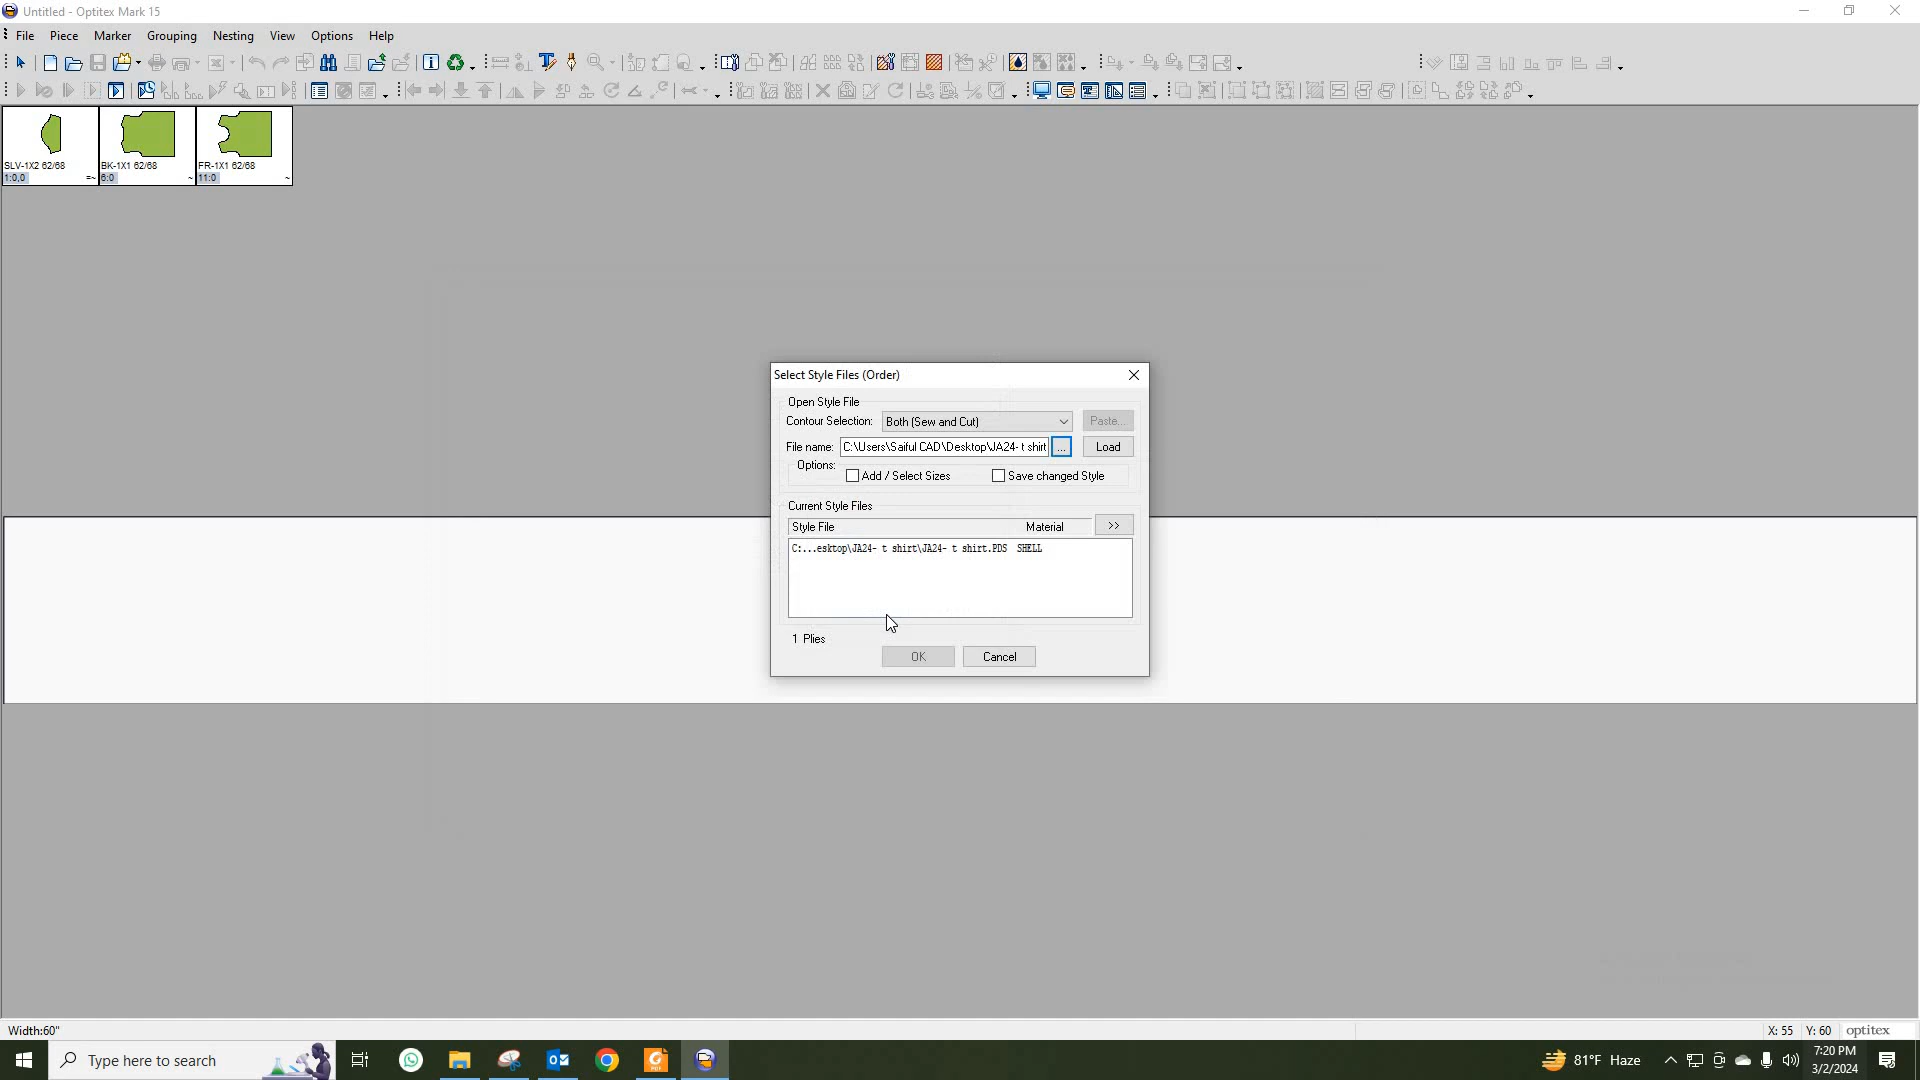 Untitled - Optitex Mark 15
File Piece Marker Grouping Nesting View Options Help
SLV-1X2 62/68 BK-1X1 62/68 FR-1X1 62/68
1:0,0 =~ 6:0 ~ 11:0 ~
Select Style Files (Order)
Open Style File
Contour Selection: Both (Sew and Cut) Paste...
File name: C:\Users\Saiful CAD\Desktop\JA24- t shirt ... Load
Options:
Add / Select Sizes Save changed Style
Current Style Files
Style File Material >>
C:...esktop\JA24- t shirt\JA24- t shirt.PDS SHELL
1 Plies
OK Cancel
Width:60" X: 55 Y: 60 optitex
Type here to search 81°F Haze 7:20 PM
3/2/2024